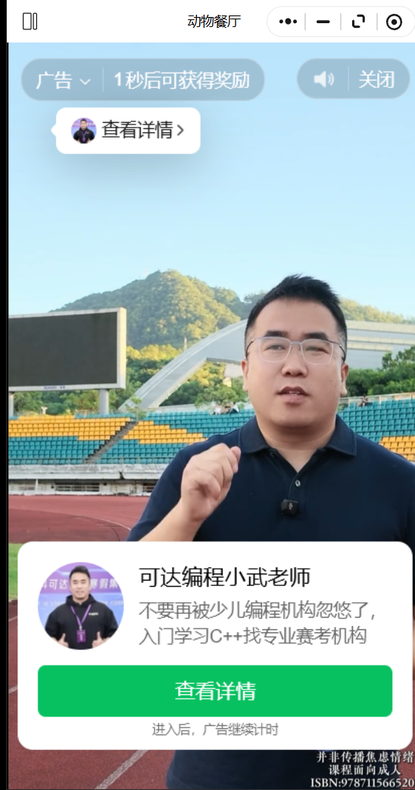 动物餐厅
广告
1秒后可获得奖励
关闭
查看详情
可达编程小武老师
不要再被少儿编程机构忽悠了，
入门学习C++找专业赛考机构
查看详情
进入后，广告继续计时
并非传播焦虑情绪
课程面向成人
ISBN:978711566520